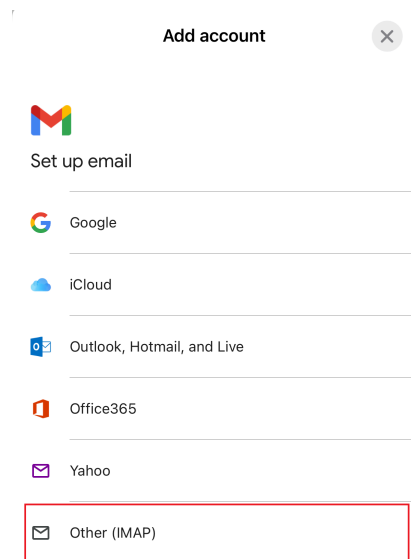 Add account
Set up email
Google
iCloud
Outlook, Hotmail, and Live
Office365
Yahoo
Other (IMAP)